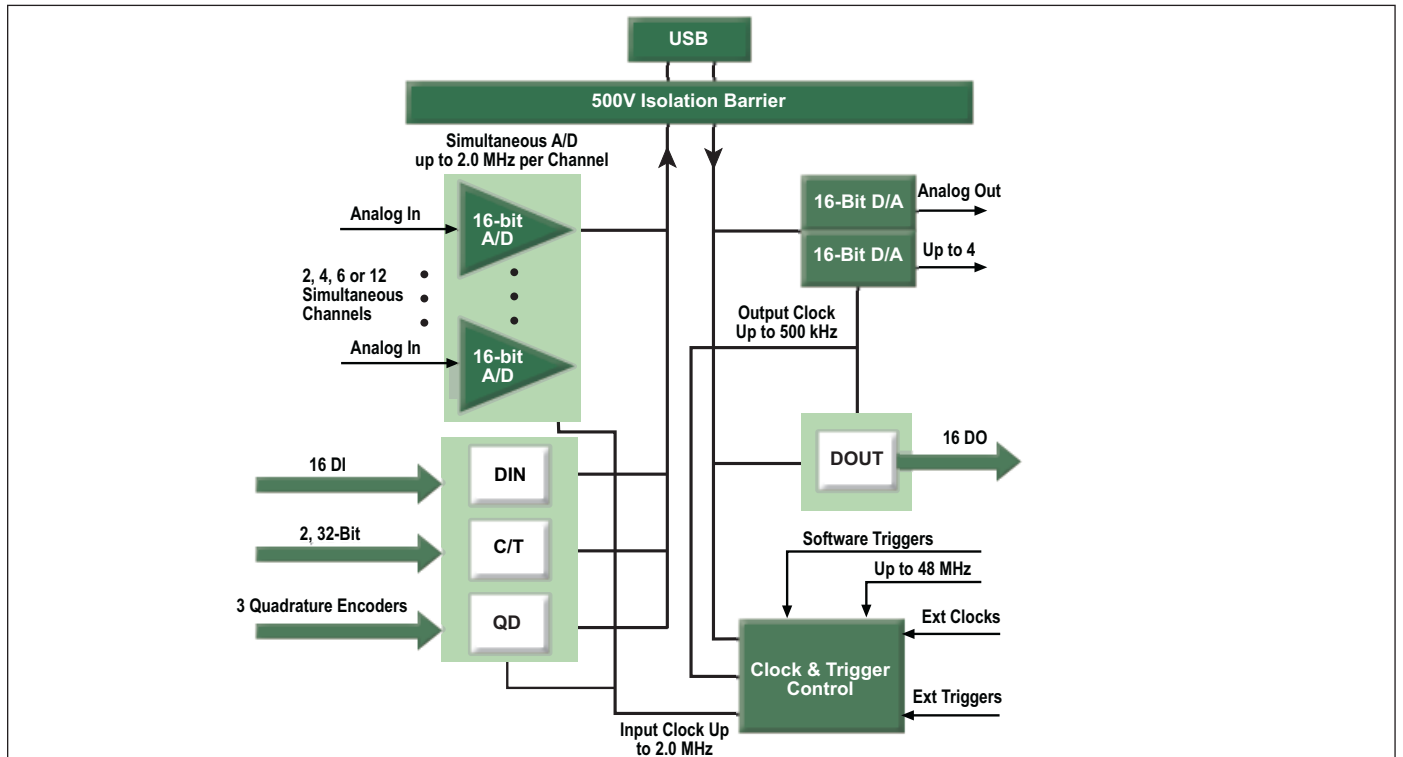 USB
500V Isolation Barrier
Simultaneous A/D
up to 2.0 MHz per Channel
Analog In
16-bit
A/D
2, 4, 6 or 12
Simultaneous
Channels
Analog In
16-bit
A/D
16-Bit D/A
Analog Out
16-Bit D/A
Up to 4
Output Clock
Up to 500 kHz
16 DI
DIN
2, 32-Bit
C/T
3 Quadrature Encoders
QD
DOUT
16 DO
Software Triggers
Up to 48 MHz
Ext Clocks
Clock & Trigger
Control
Ext Triggers
Input Clock Up
to 2.0 MHz